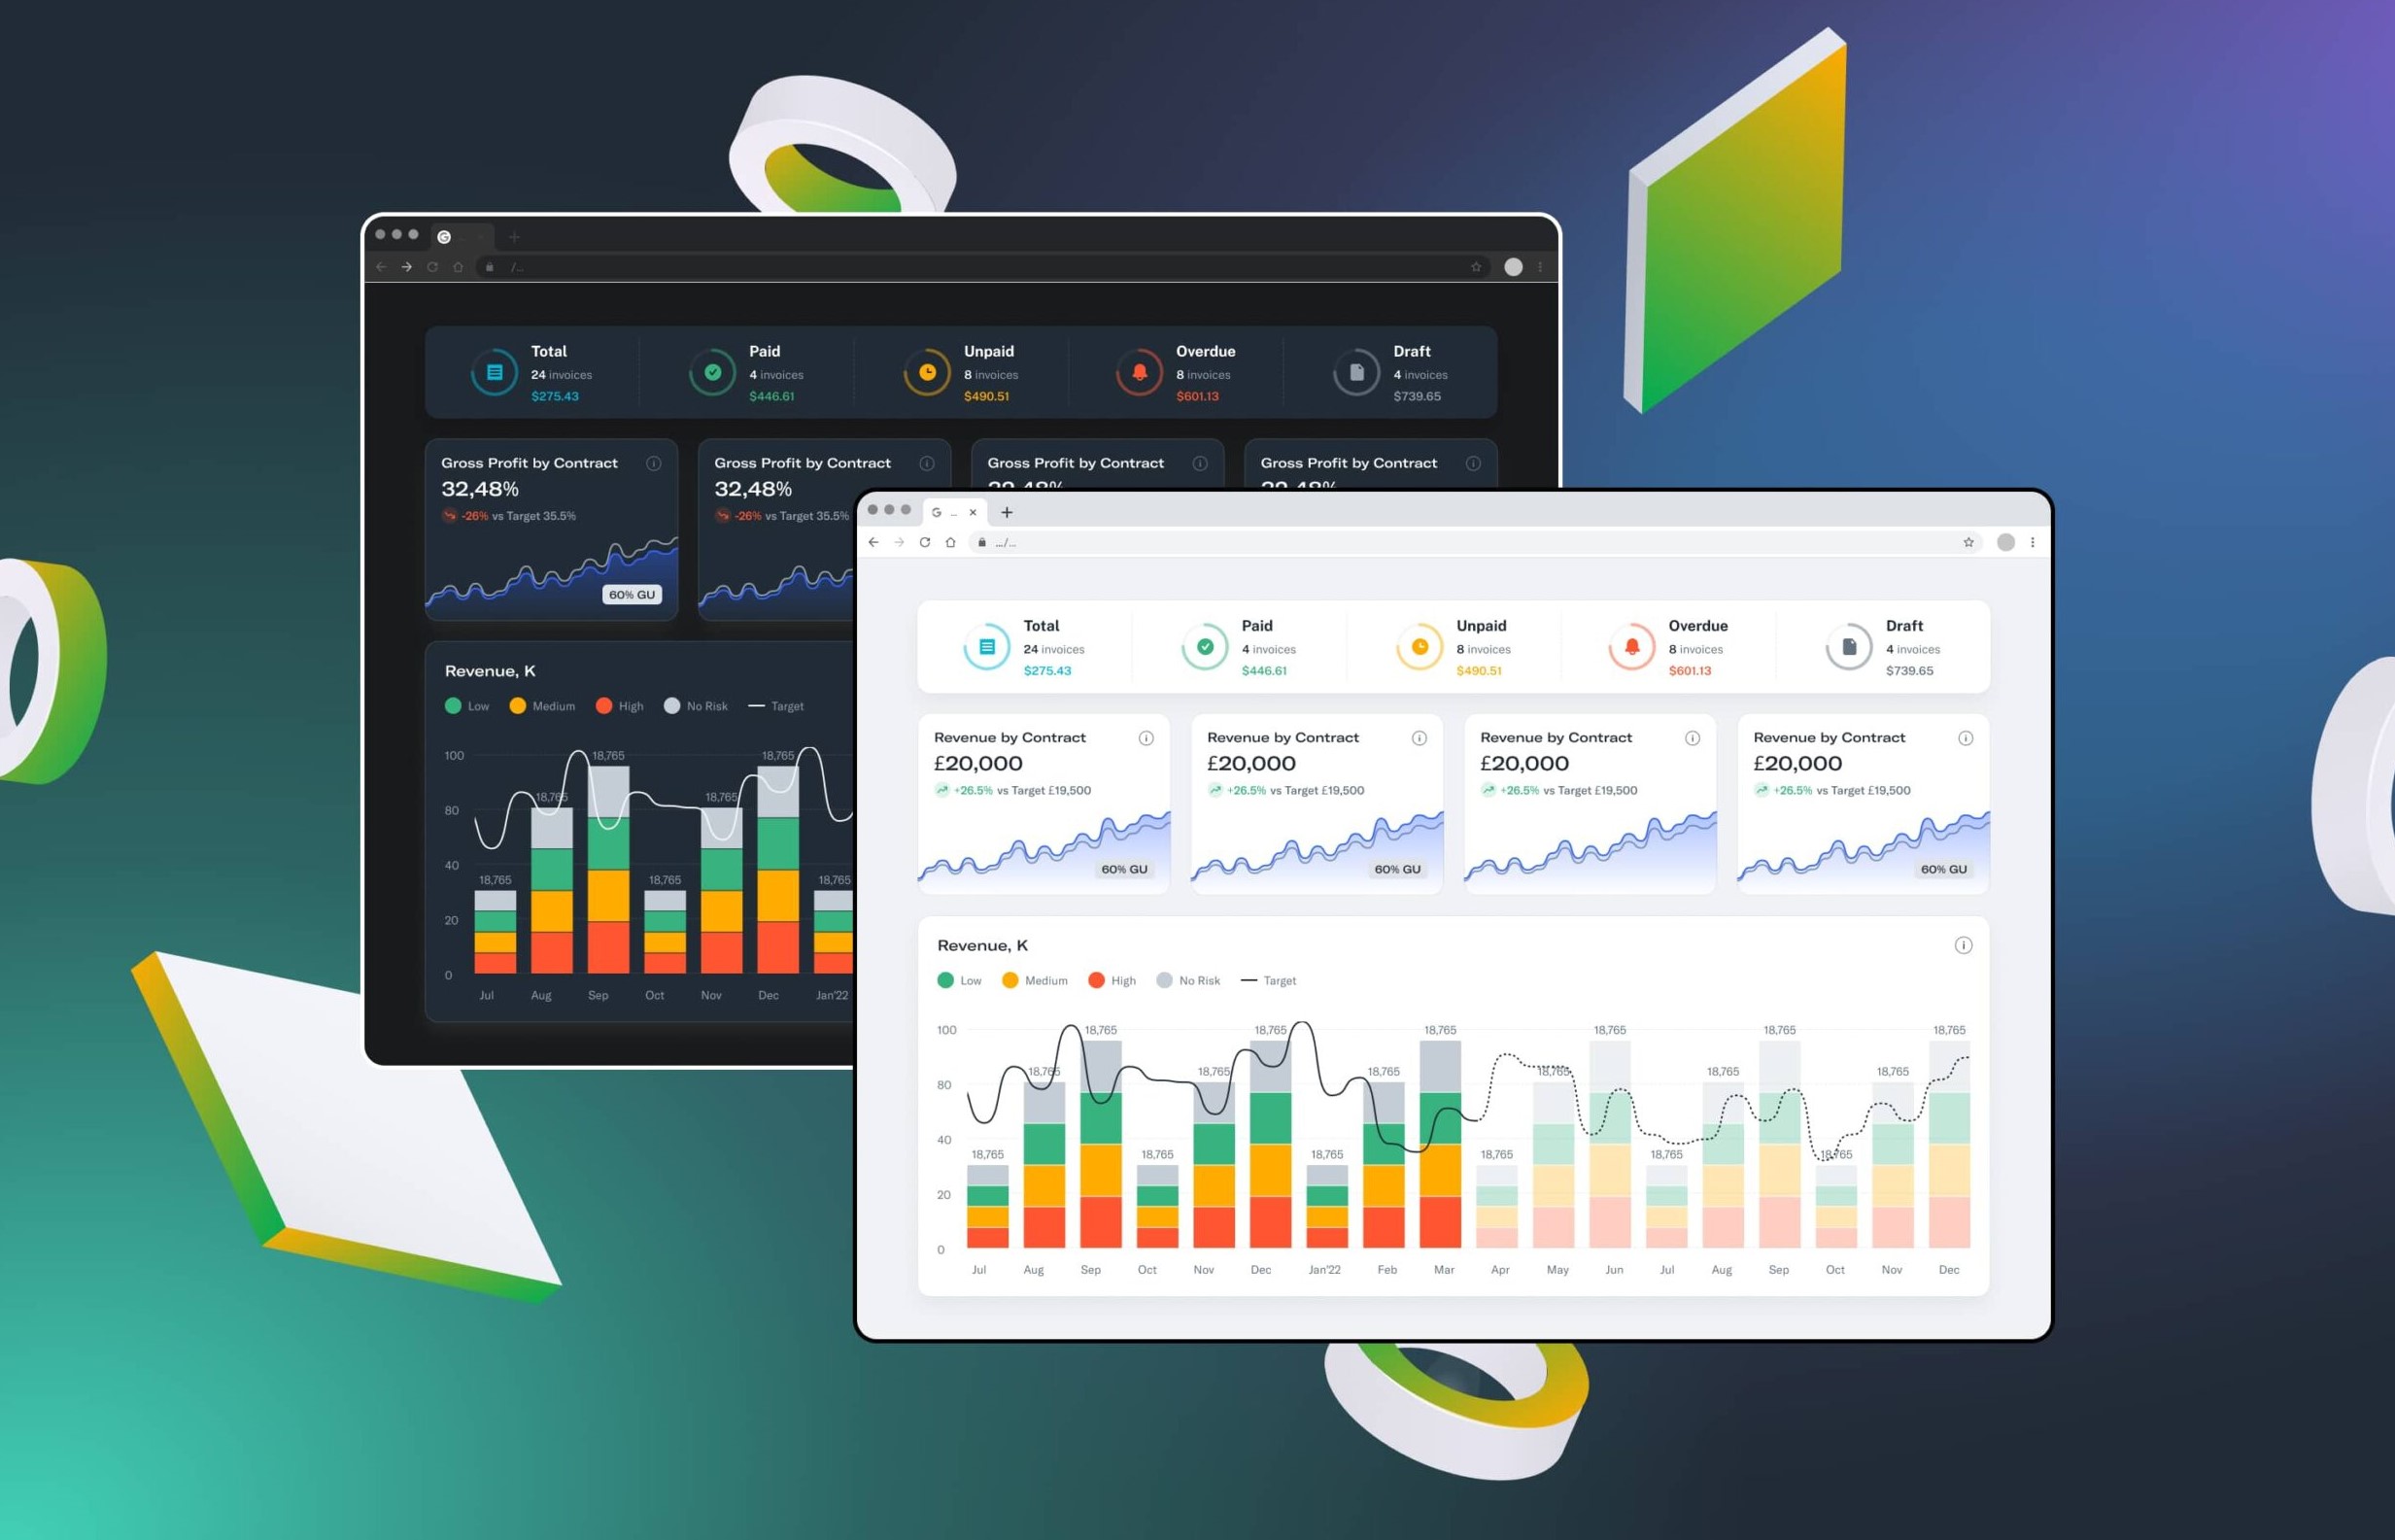 /...
Total
24 invoices
$275.43
Paid
4 invoices
$446.61
Unpaid
8 invoices
$490.51
Overdue
8 invoices
$601.13
Draft
4 invoices
$739.65
Gross Profit by Contract
32,48%
-26% vs Target 35.5%
60% GU
Gross Profit by Contract
32,48%
-26% vs Target 35.5%
Gross Profit by Contract
Gross Profit by Contract
Revenue, K
Low Medium High No Risk Target
100
80
40
20
0
18,765 18,765 18,765 18,765 18,765 18,765 18,765
Jul Aug Sep Oct Nov Dec Jan'22
G ...
.../...
Total
24 invoices
$275.43
Paid
4 invoices
$446.61
Unpaid
8 invoices
$490.51
Overdue
8 invoices
$601.13
Draft
4 invoices
$739.65
Revenue by Contract
£20,000
+26.5% vs Target £19,500
60% GU
Revenue by Contract
£20,000
+26.5% vs Target £19,500
60% GU
Revenue by Contract
£20,000
+26.5% vs Target £19,500
60% GU
Revenue by Contract
£20,000
+26.5% vs Target £19,500
60% GU
Revenue, K
Low Medium High No Risk Target
100
80
40
20
0
18,765 18,765 18,765 18,765 18,765 18,765 18,765 18,765 18,765 18,765 18,765 18,765 18,765 18,765 18,765 18,765 18,765 18,765
Jul Aug Sep Oct Nov Dec Jan'22 Feb Mar Apr May Jun Jul Aug Sep Oct Nov Dec